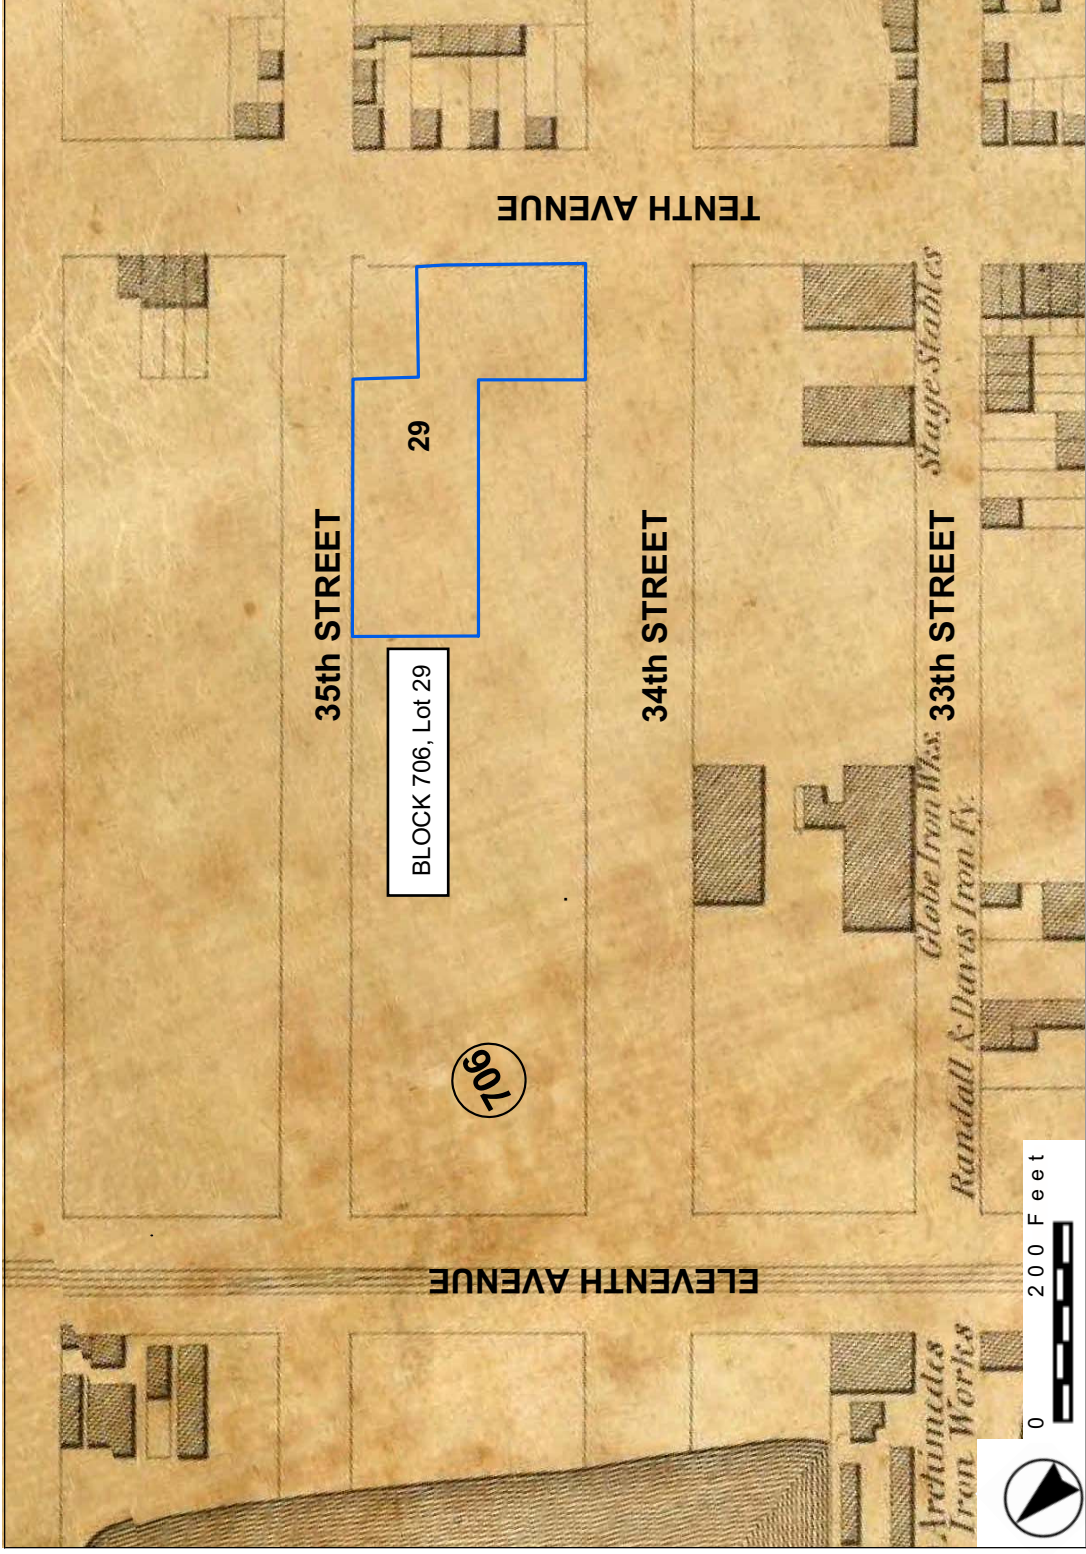 TENTH AVENUE
35th STREET
29
BLOCK 706, Lot 29
34th STREET
Stage Stables
33th STREET
Globe Iron Wks.
Randall & Davis Iron Fy.
706
ELEVENTH AVENUE
Archimedes
Iron Works
0 200 Feet